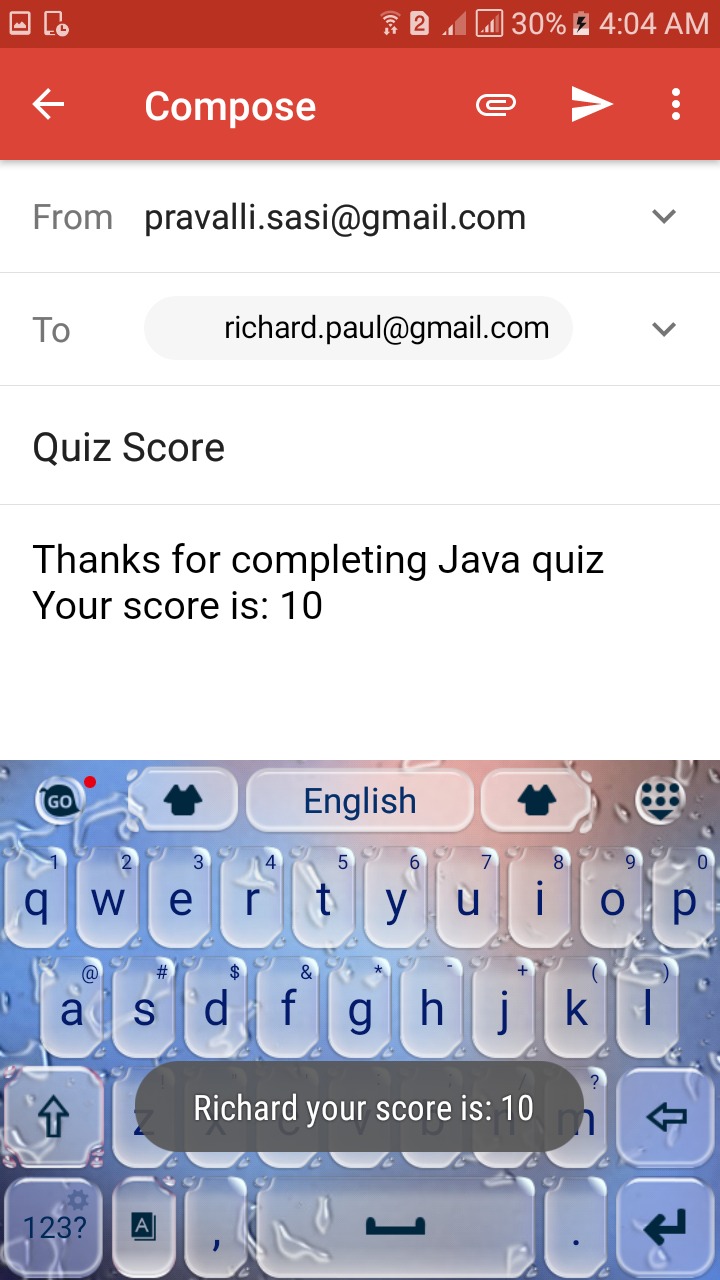 2 30% 4:04 AM
Compose
From pravalli.sasi@gmail.com
To richard.paul@gmail.com
Quiz Score
Thanks for completing Java quiz
Your score is: 10
GO English
1 2 3 4 5 6 7 8 9 0
q w e r t y u i o p
@ # $ & * - + ( )
a s d f g h j k l
?
z x c v b n m
Richard your score is: 10
123? A , .